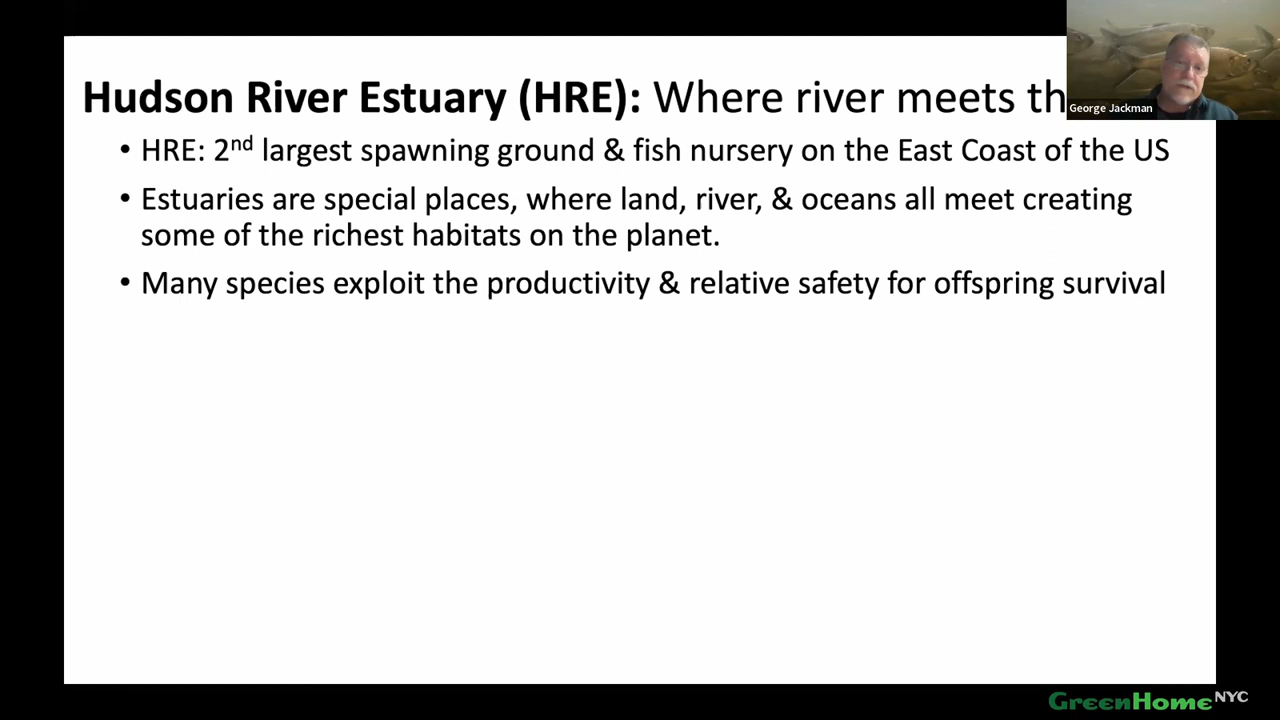 Hudson River Estuary (HRE): Where river meets th
George Jackman
• HRE: 2nd largest spawning ground & fish nursery on the East Coast of the US
• Estuaries are special places, where land, river, & oceans all meet creating
some of the richest habitats on the planet.
• Many species exploit the productivity & relative safety for offspring survival
GreenHomeNYC